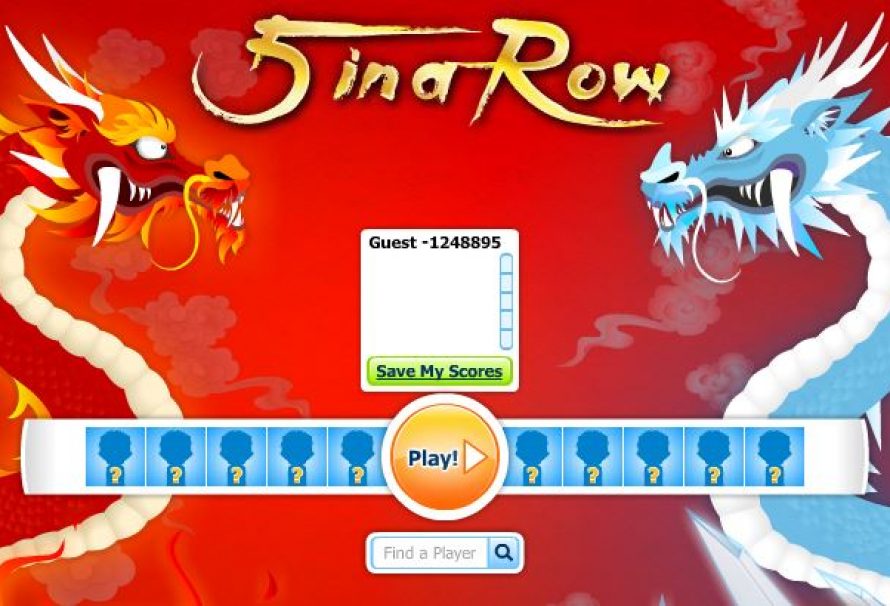 5 in a Row
Guest -1248895
Save My Scores
? ? ? ? ? Play! ? ? ? ? ?
Find a Player